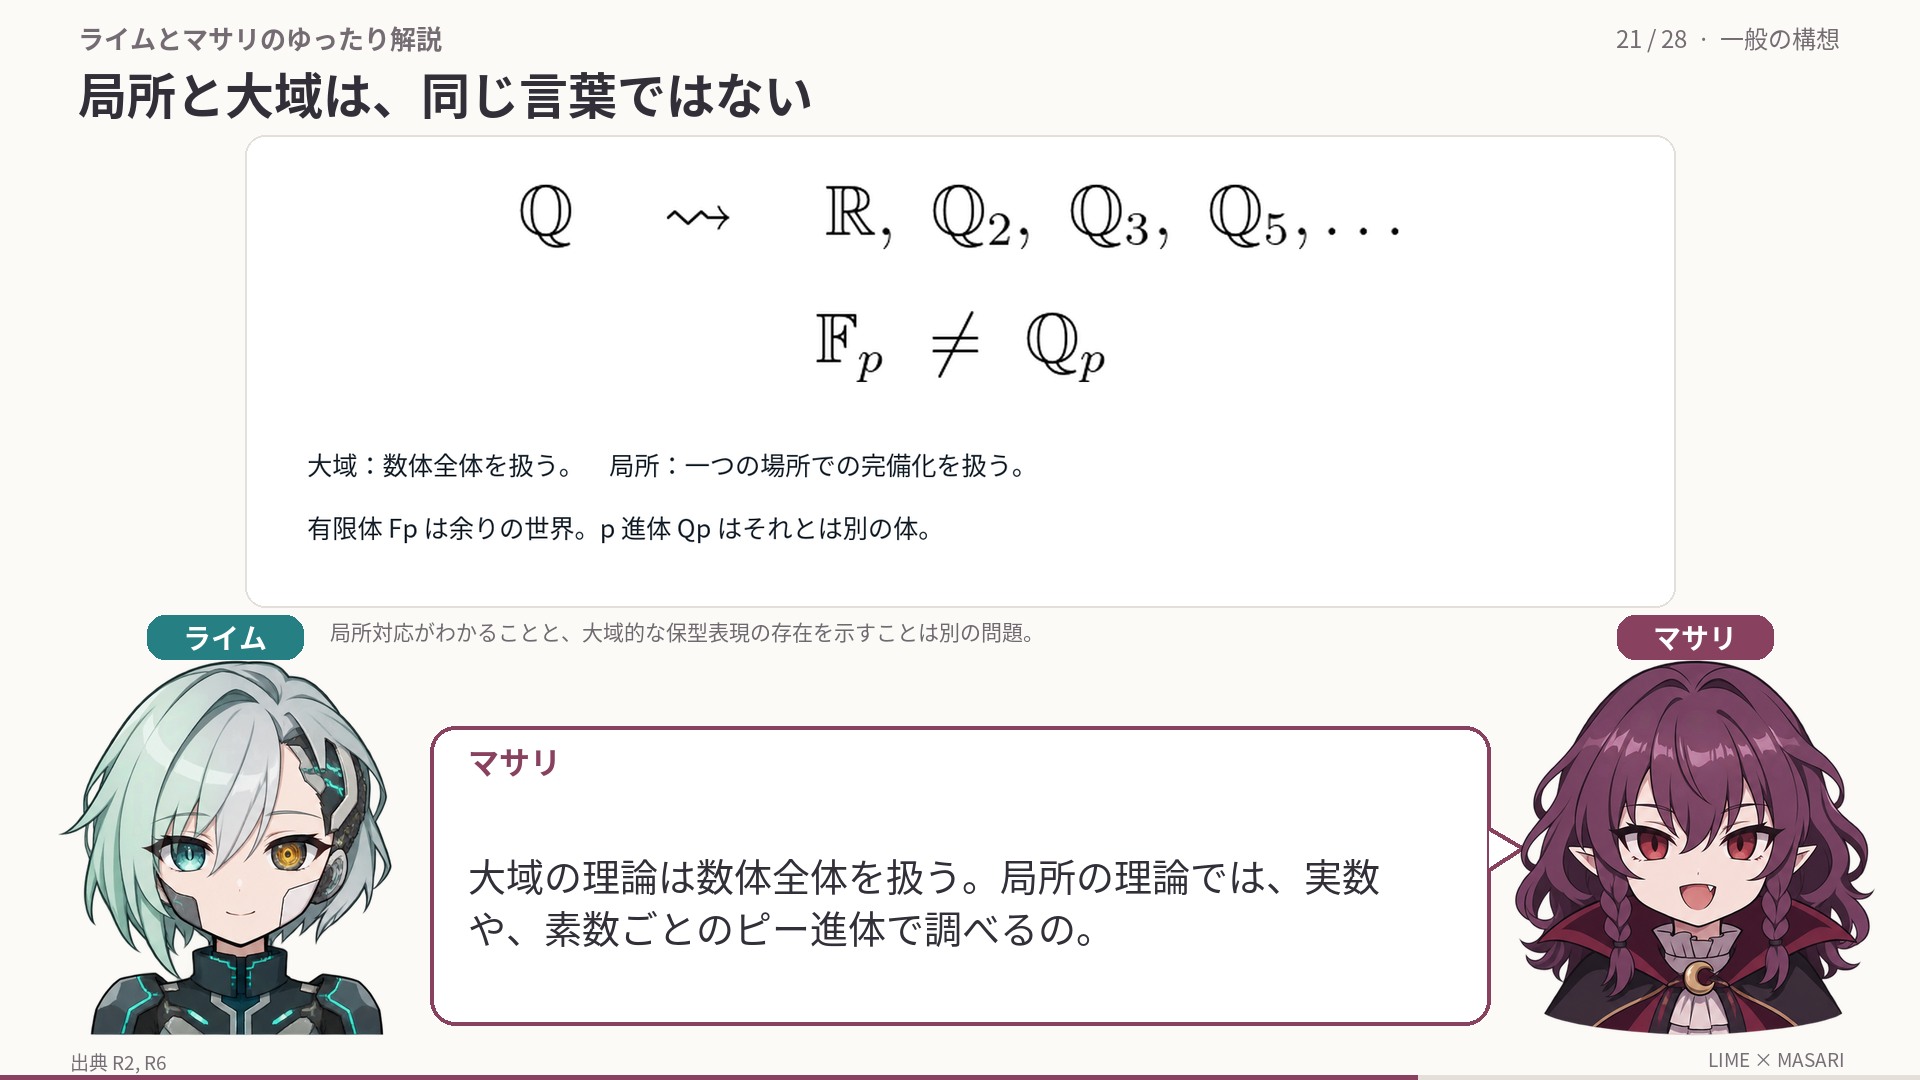 ライムとマサリのゆったり解説
21 / 28 · 一般の構想
局所と大域は、同じ言葉ではない
ℚ ⇝ ℝ, ℚ₂, ℚ₃, ℚ₅, . . .
𝔽ₚ ≠ ℚₚ
大域：数体全体を扱う。 局所：一つの場所での完備化を扱う。
有限体 Fp は余りの世界。p 進体 Qp はそれとは別の体。
ライム
局所対応がわかることと、大域的な保型表現の存在を示すことは別の問題。
マサリ
マサリ
大域の理論は数体全体を扱う。局所の理論では、実数
や、素数ごとのピー進体で調べるの。
出典 R2, R6
LIME × MASARI